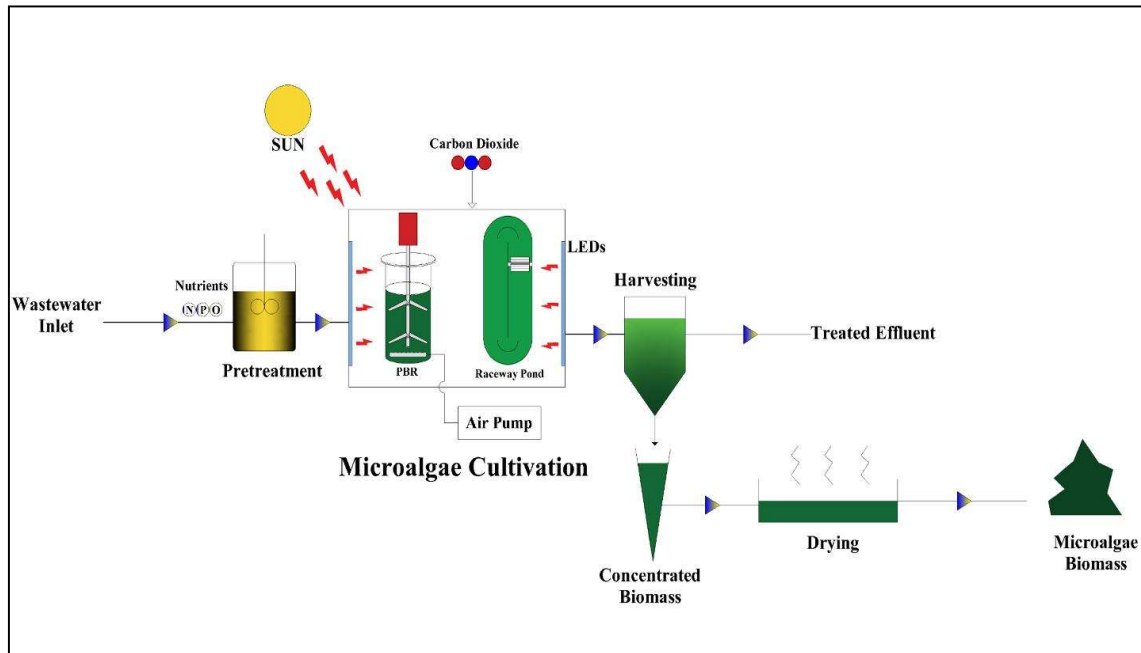 SUN
Carbon Dioxide
LEDs
Nutrients
N P O
Wastewater
Inlet
Pretreatment
PBR
Raceway Pond
Air Pump
Microalgae Cultivation
Harvesting
Treated Effluent
Concentrated
Biomass
Drying
Microalgae
Biomass